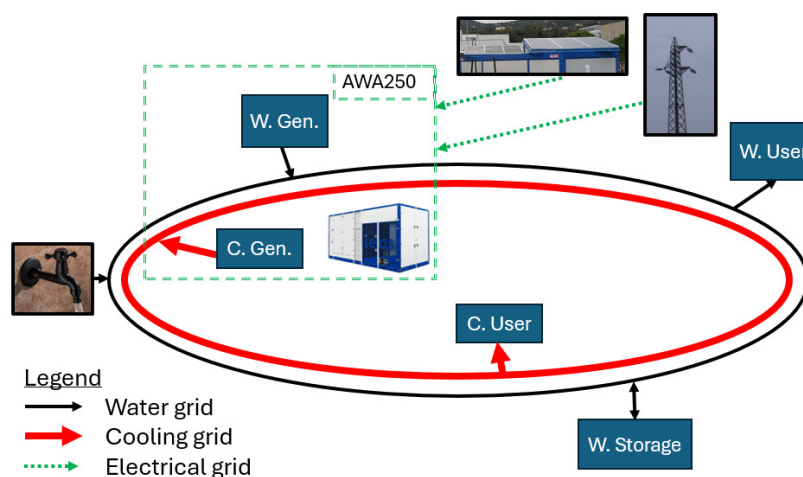 AWA250
W. Gen.
W. User
C. Gen.
C. User
W. Storage
Legend
Water grid
Cooling grid
Electrical grid